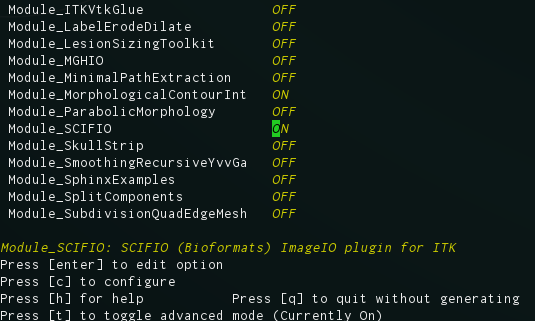 Module_ITKVtkGlue OFF
Module_LabelErodeDilate OFF
Module_LesionSizingToolkit OFF
Module_MGHIO OFF
Module_MinimalPathExtraction OFF
Module_MorphologicalContourInt ON
Module_ParabolicMorphology OFF
Module_SCIFIO ON
Module_SkullStrip OFF
Module_SmoothingRecursiveYvvGa OFF
Module_SphinxExamples OFF
Module_SplitComponents OFF
Module_SubdivisionQuadEdgeMesh OFF
Module_SCIFIO: SCIFIO (Bioformats) ImageIO plugin for ITK
Press [enter] to edit option
Press [c] to configure
Press [h] for help Press [q] to quit without generating
Press [t] to toggle advanced mode (Currently On)